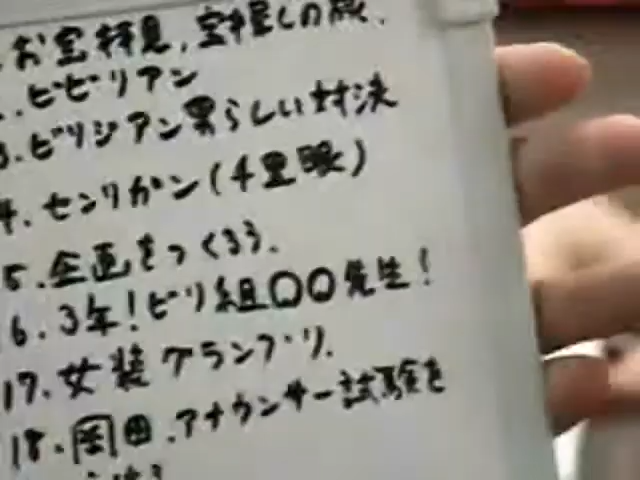 お宝拝見、宝探しの旅、
ビビリアン
3. ビリジアン男らしい対決
4. センリガン(千里眼)
5. 企画をつくろう。
6. 3年!ビリ組〇〇先生!
17. 女装グランプリ。
18. 岡田、アナウンサー試験を